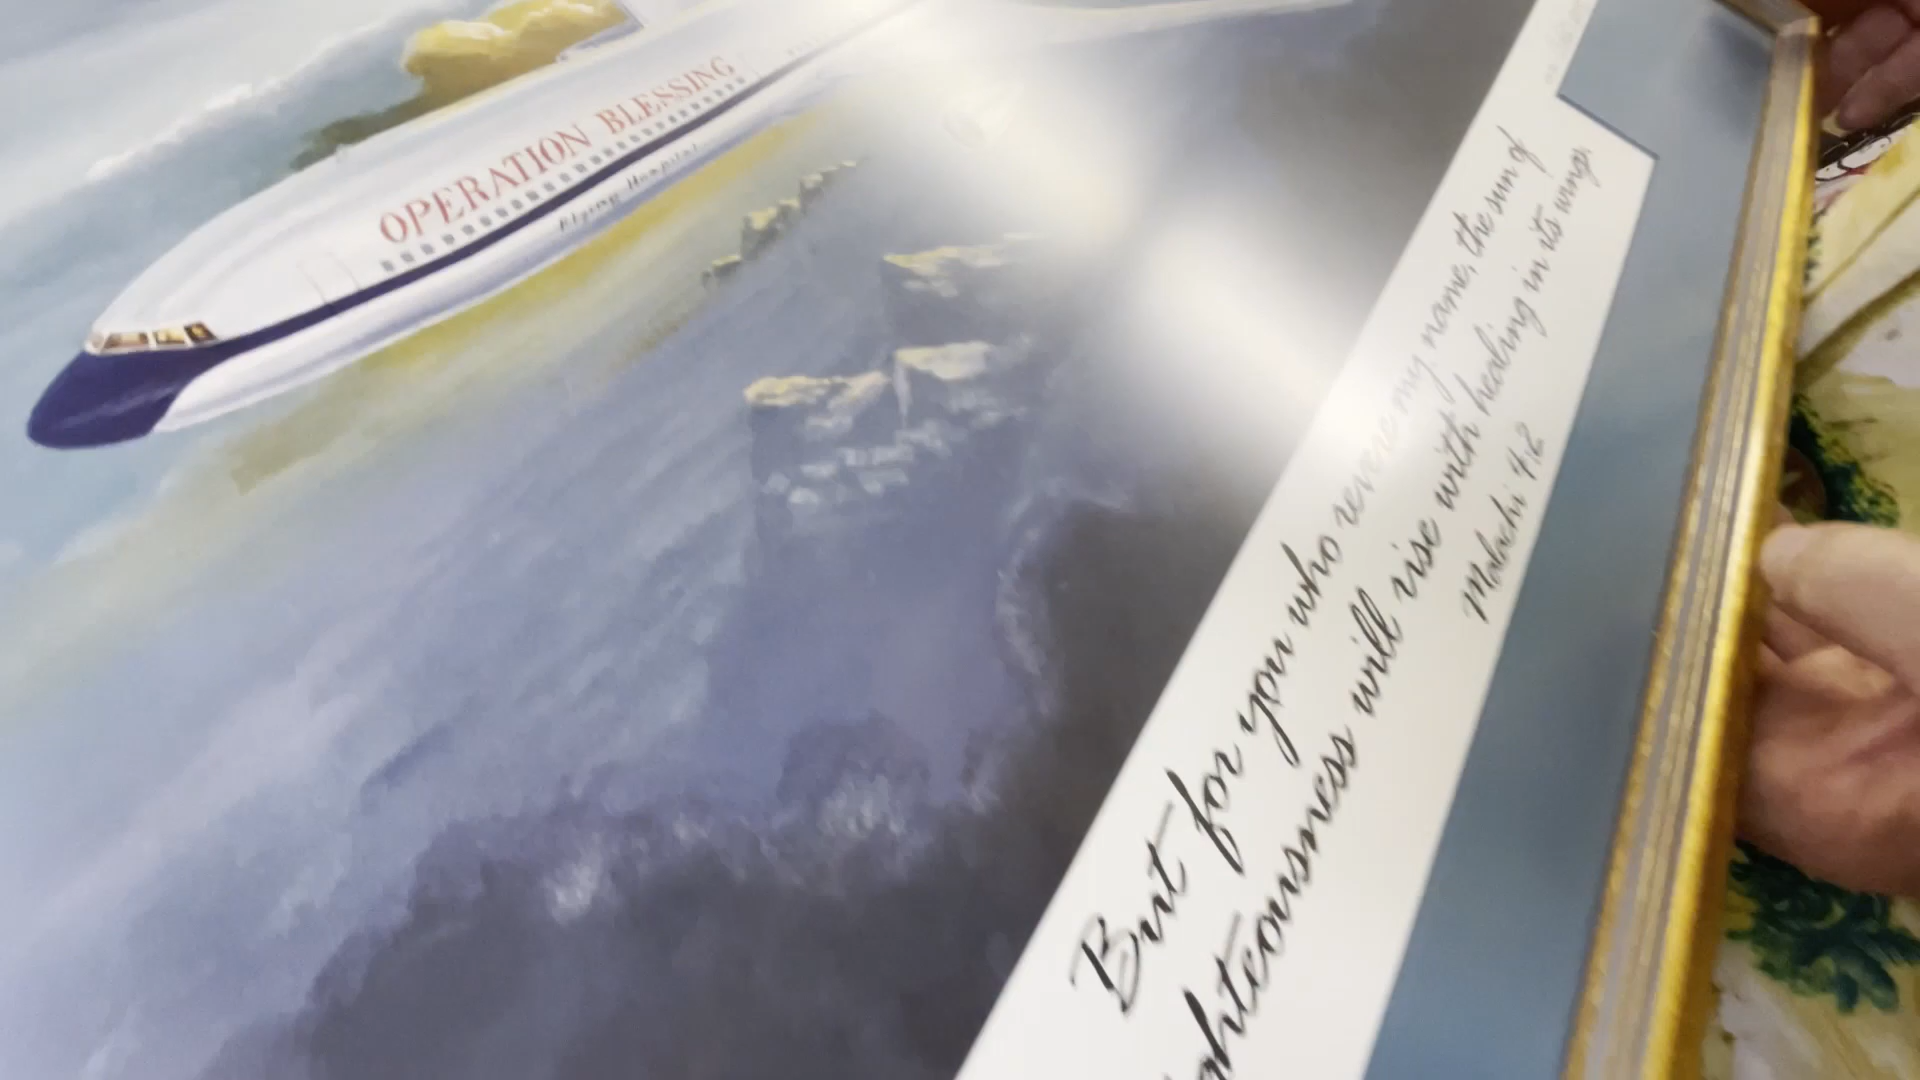 OPERATION BLESSING
Flying Hospital
But for you who revere my name, the sun of
righteousness will rise with healing in its wings.
Malachi 4:2